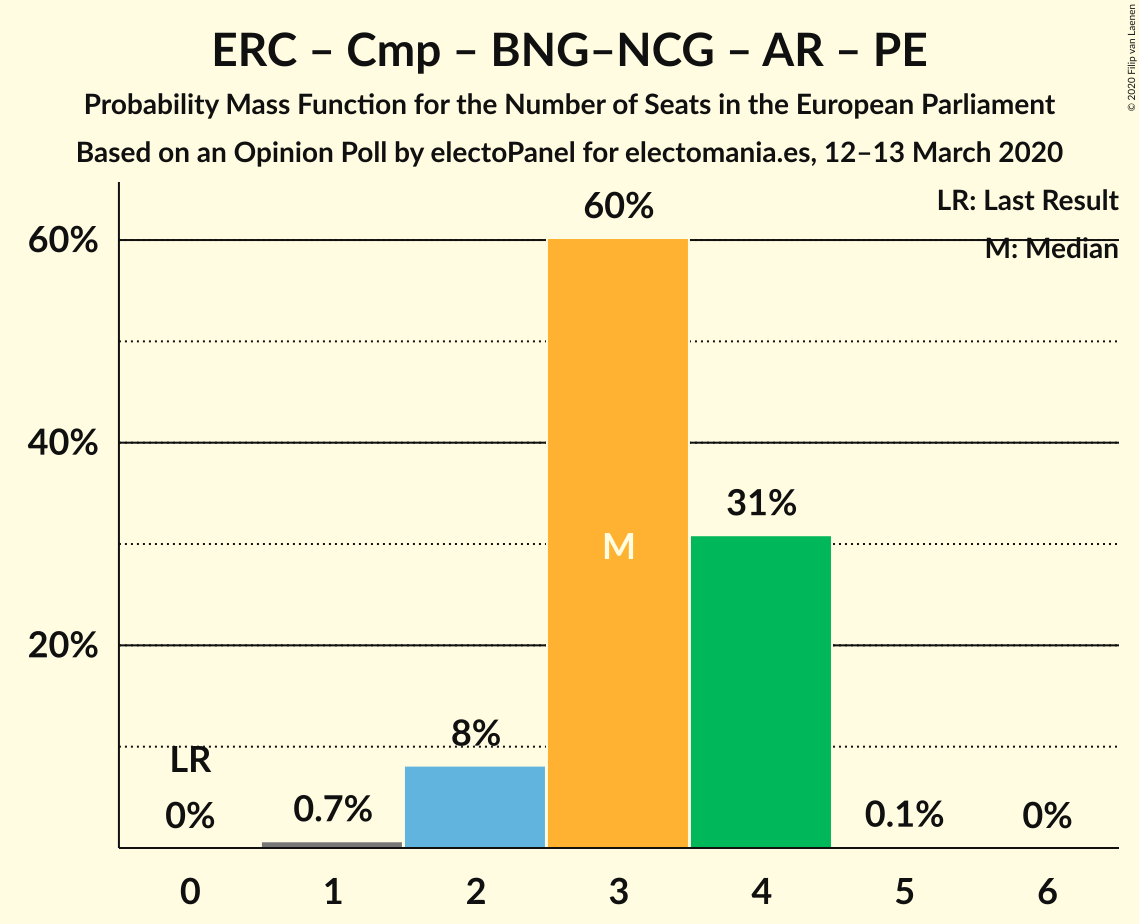 ERC – Cmp – BNG–NCG – AR – PE
Probability Mass Function for the Number of Seats in the European Parliament
Based on an Opinion Poll by electoPanel for electomania.es, 12–13 March 2020
© 2020 Filip van Laenen
LR: Last Result
M: Median
60%
40%
20%
60%
31%
M
8%
LR
0%
0.7%
0.1%
0%
0 1 2 3 4 5 6